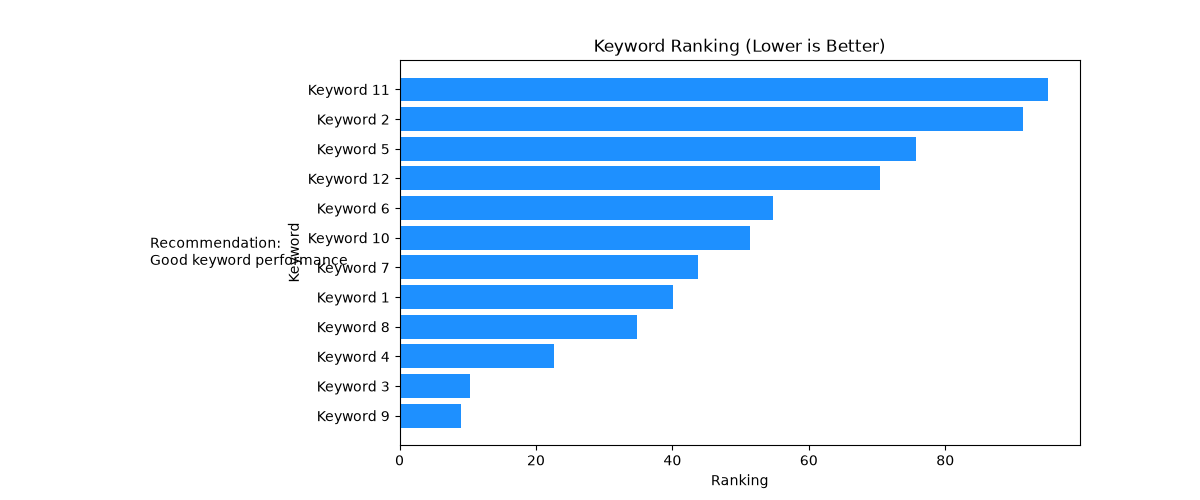 Keyword Ranking (Lower is Better)
Keyword 11
Keyword 2
Keyword 5
Keyword 12
Keyword 6
Keyword 10
Keyword 7
Keyword 1
Keyword 8
Keyword 4
Keyword 3
Keyword 9
Keyword
Recommendation:
Good keyword performance
0 20 40 60 80
Ranking